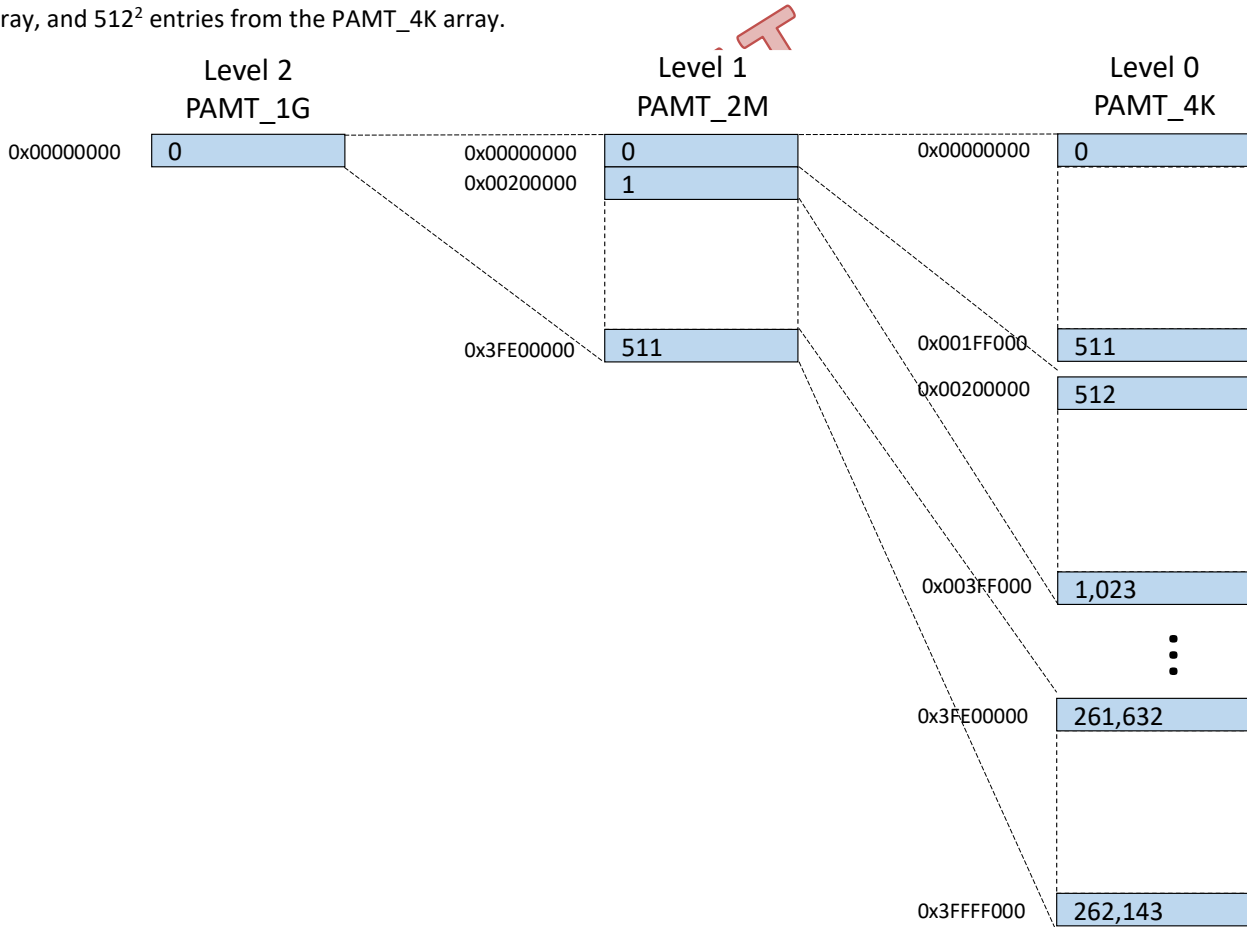 ray, and 512² entries from the PAMT_4K array.
Level 2
PAMT_1G
Level 1
PAMT_2M
Level 0
PAMT_4K
0x00000000 0
0x00000000 0
0x00000000 0
0x00200000 1
0x3FE00000 511
0x001FF000 511
0x00200000 512
0x003FF000 1,023
0x3FE00000 261,632
0x3FFFF000 262,143